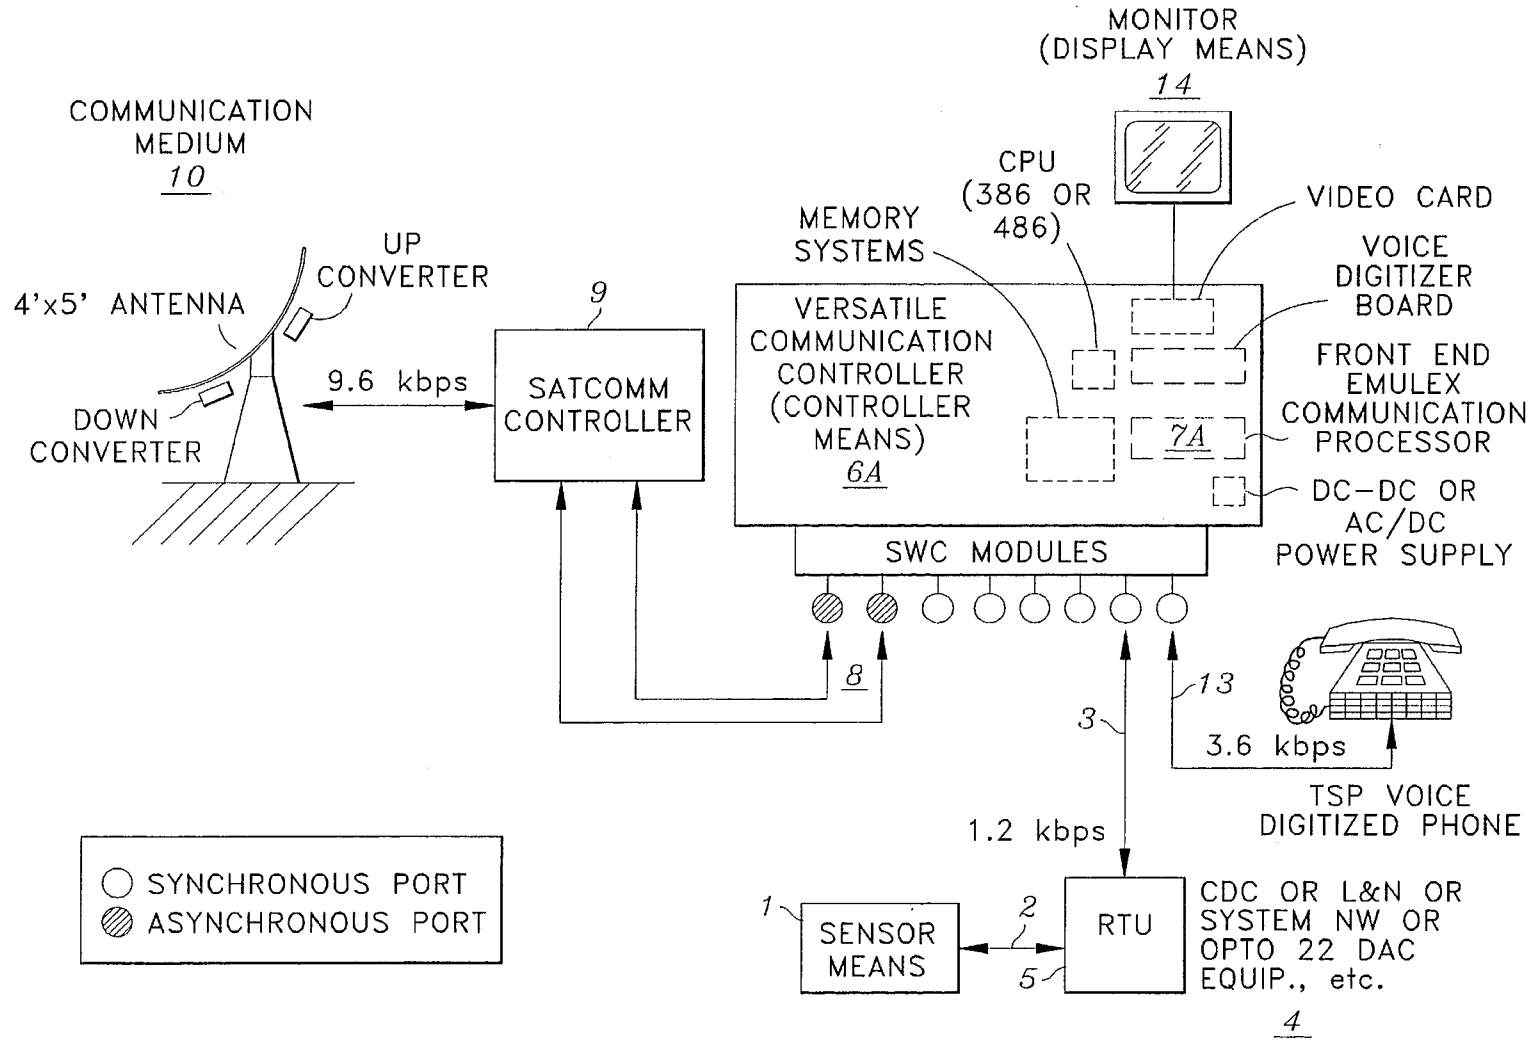 MONITOR
(DISPLAY MEANS)
14
COMMUNICATION
MEDIUM
10
CPU
(386 OR
486)
VIDEO CARD
MEMORY
SYSTEMS
VOICE
DIGITIZER
BOARD
UP
CONVERTER
4'x5' ANTENNA
9
VERSATILE
COMMUNICATION
CONTROLLER
(CONTROLLER
MEANS)
6A
FRONT END
EMULEX
COMMUNICATION
PROCESSOR
7A
9.6 kbps
SATCOMM
CONTROLLER
DOWN
CONVERTER
DC-DC OR
AC/DC
POWER SUPPLY
SWC MODULES
8
13
3
3.6 kbps
TSP VOICE
DIGITIZED PHONE
1.2 kbps
SYNCHRONOUS PORT
ASYNCHRONOUS PORT
1
SENSOR
MEANS
2
RTU
5
CDC OR L&N OR
SYSTEM NW OR
OPTO 22 DAC
EQUIP., etc.
4